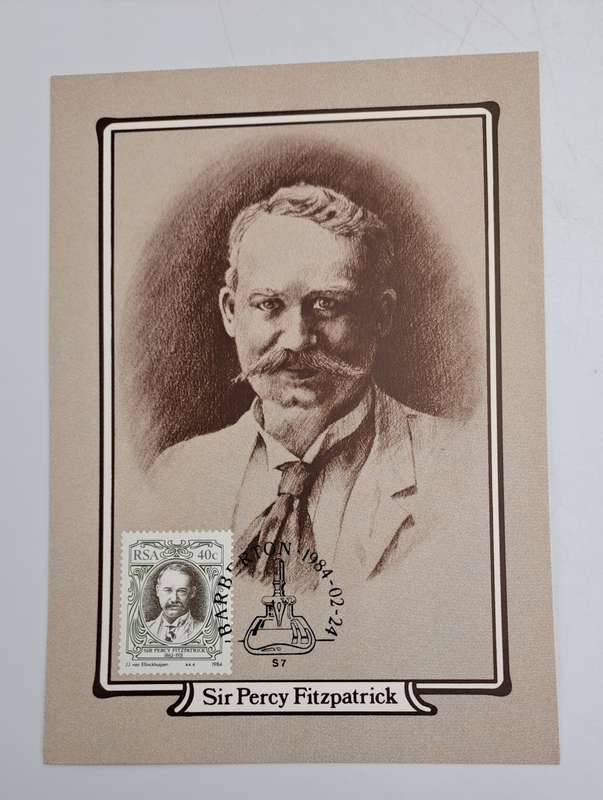 RSA 40c
SIR PERCY FITZPATRICK
1862-1931
J.J. van Ellinckhuijzen 1984
BARBERTON · 1984-02-24
S7
Sir Percy Fitzpatrick